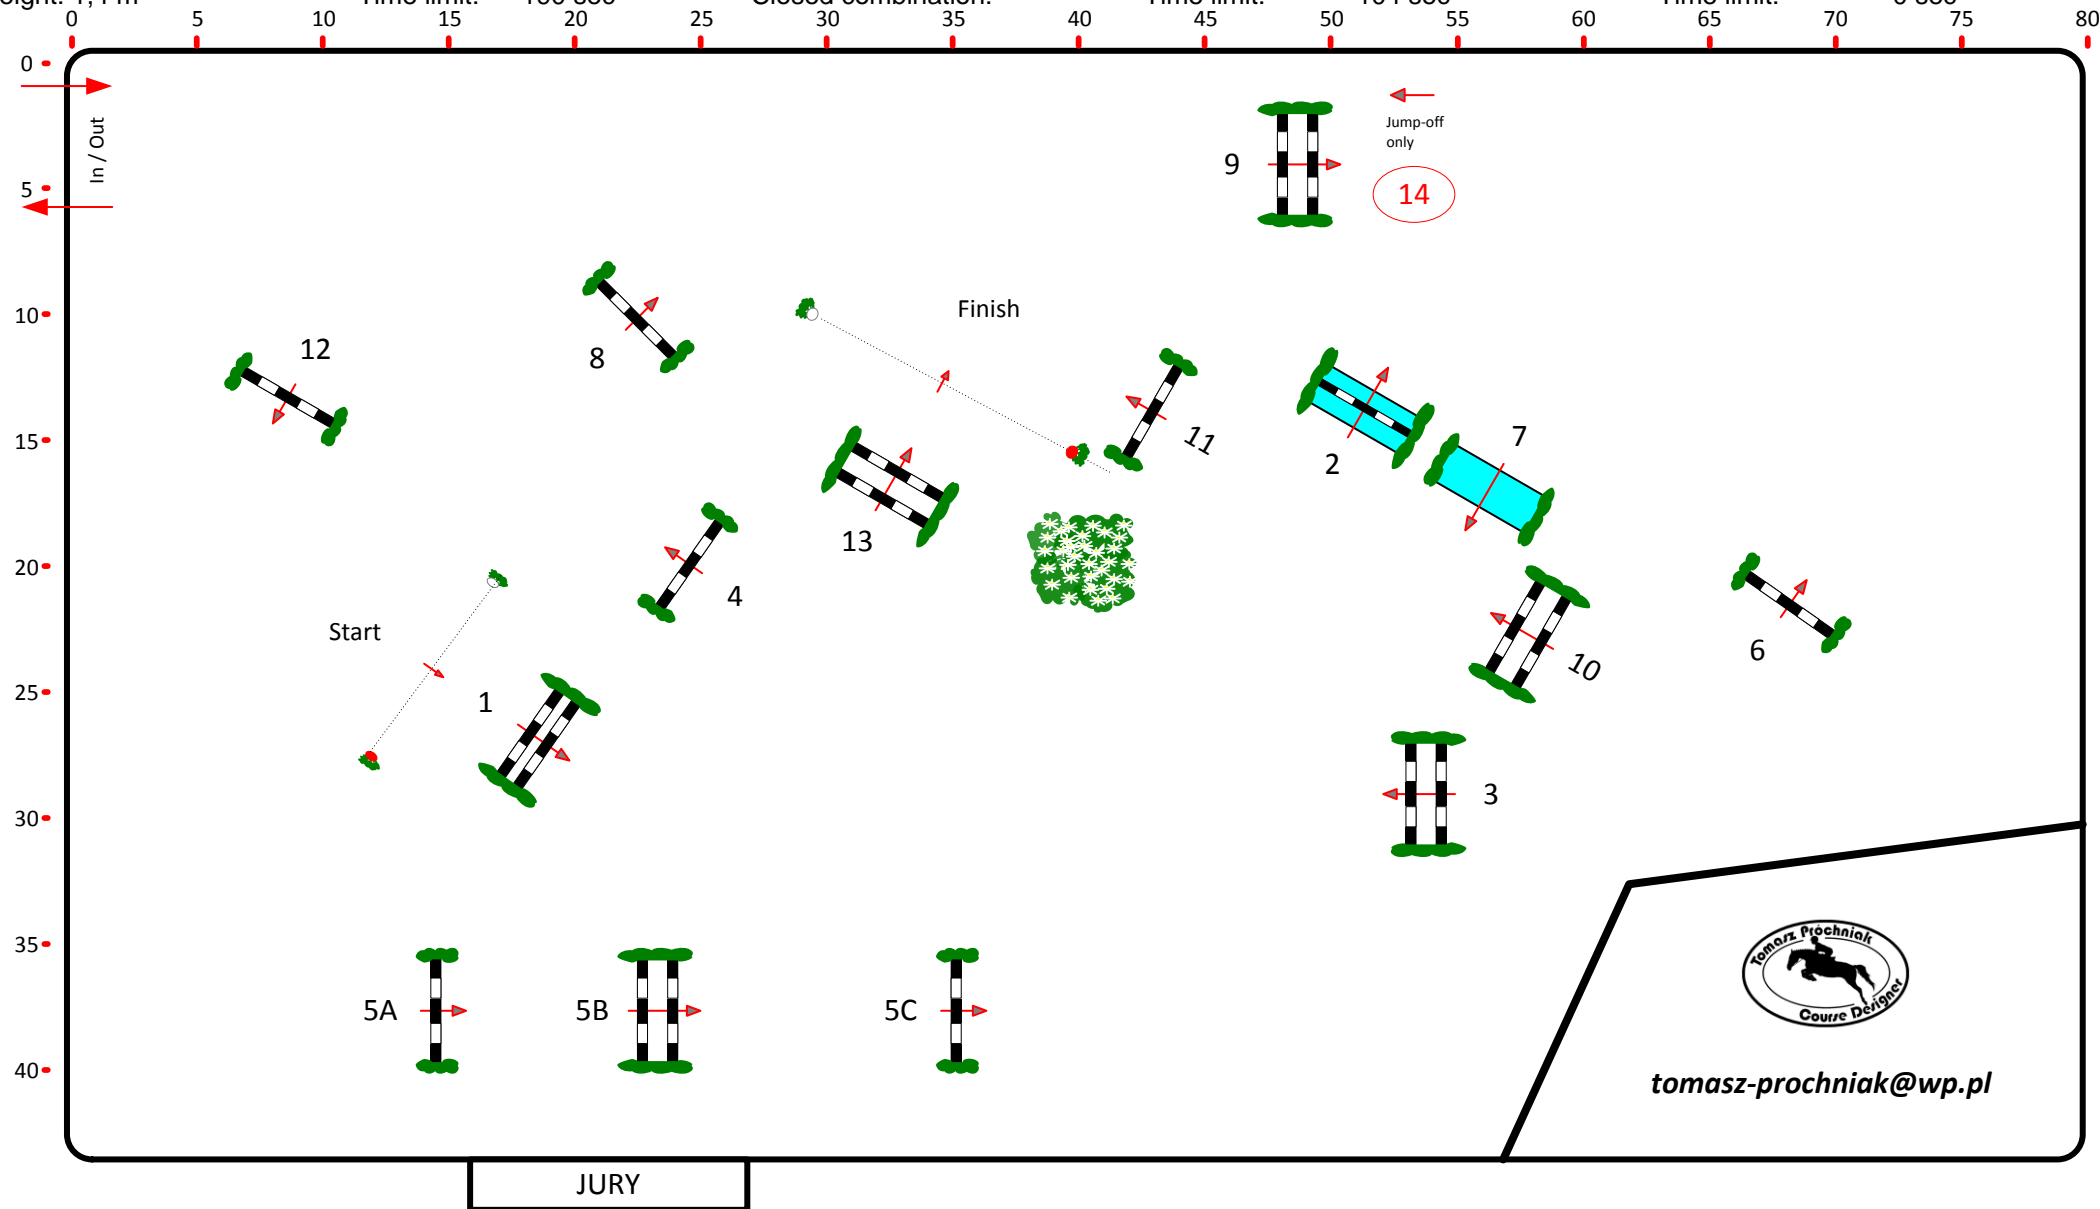 0 5 10 15 20 25 30 35 40 45 50 55 60 65 70 75 80
0
5
10
15
20
25
30
35
40
In / Out
Jump-off
only
9
14
Finish
12
8
11
7
2
13
4
Start
6
10
1
3
5A
5B
5C
Tomasz Próchniak
Course Designer
tomasz-prochniak@wp.pl
JURY